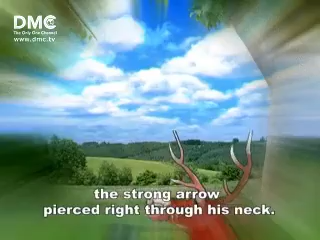 DMC
The Only One Channel
www.dmc.tv
the strong arrow
pierced right through his neck.